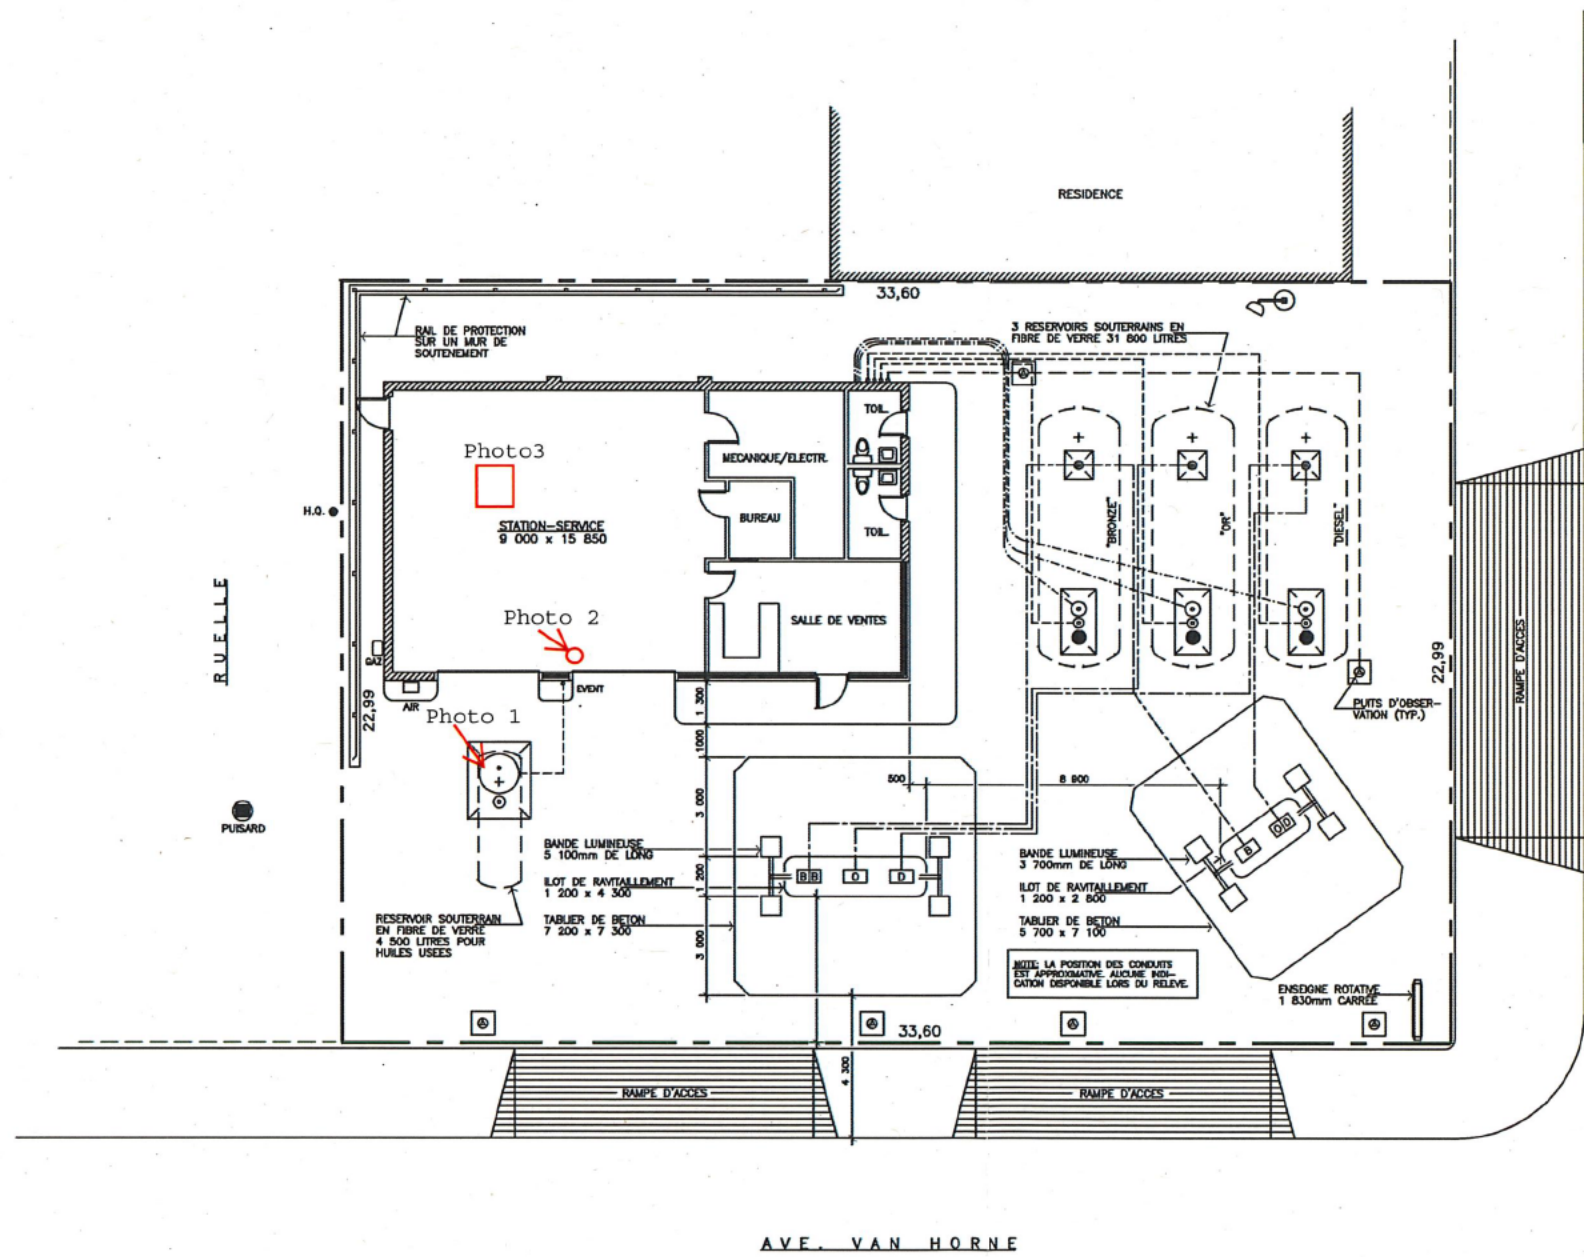 RESIDENCE
33,60
RAIL DE PROTECTION
SUR UN MUR DE
SOUTENEMENT
3 RESERVOIRS SOUTERRAINS EN
FIBRE DE VERRE 31 800 LITRES
TOIL.
Photo3
MECANIQUE/ELECTR.
H.Q.
STATION-SERVICE
9 000 x 15 850
BUREAU
TOIL.
"BRONZE"
"OR"
"DIESEL"
RUELLE
Photo 2
SALLE DE VENTES
RAMPE D'ACCES
GAZ
22,99
22,99
AIR
EVENT
1 300
PUITS D'OBSER-
VATION (TYP.)
Photo 1
1000
500
8 900
3 000
PUISARD
BANDE LUMINEUSE
5 100mm DE LONG
1 200
ILOT DE RAVITAILLEMENT
1 200 x 4 300
TABLIER DE BETON
7 200 x 7 300
3 000
BB
O
D
BANDE LUMINEUSE
3 700mm DE LONG
ILOT DE RAVITAILLEMENT
1 200 x 2 800
TABLIER DE BETON
5 700 x 7 100
B
OD
RESERVOIR SOUTERRAIN
EN FIBRE DE VERRE
4 500 LITRES POUR
HUILES USEES
NOTE: LA POSITION DES CONDUITS
EST APPROXIMATIVE. AUCUNE INDI-
CATION DISPONIBLE LORS DU RELEVE.
ENSEIGNE ROTATIVE
1 830mm CARREE
33,60
4 300
RAMPE D'ACCES
RAMPE D'ACCES
AVE. VAN HORNE